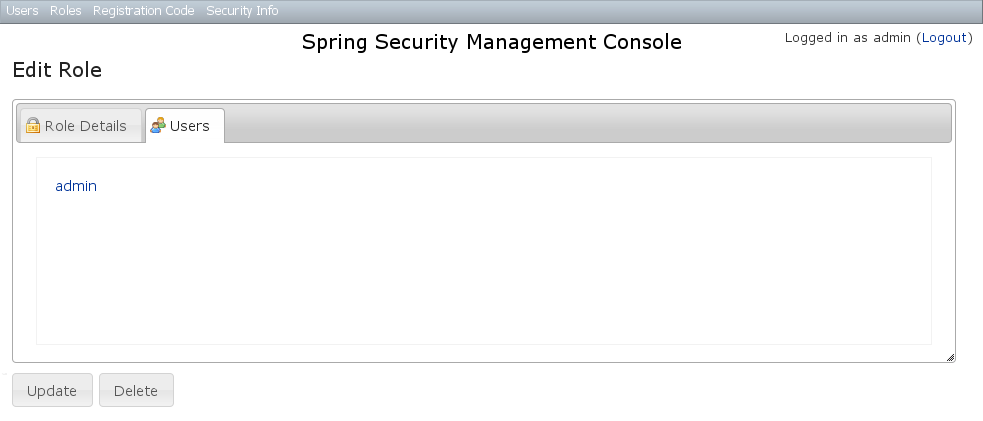 Users Roles Registration Code Security Info
Spring Security Management Console
Logged in as admin (Logout)
Edit Role
Role Details Users
admin
Update Delete